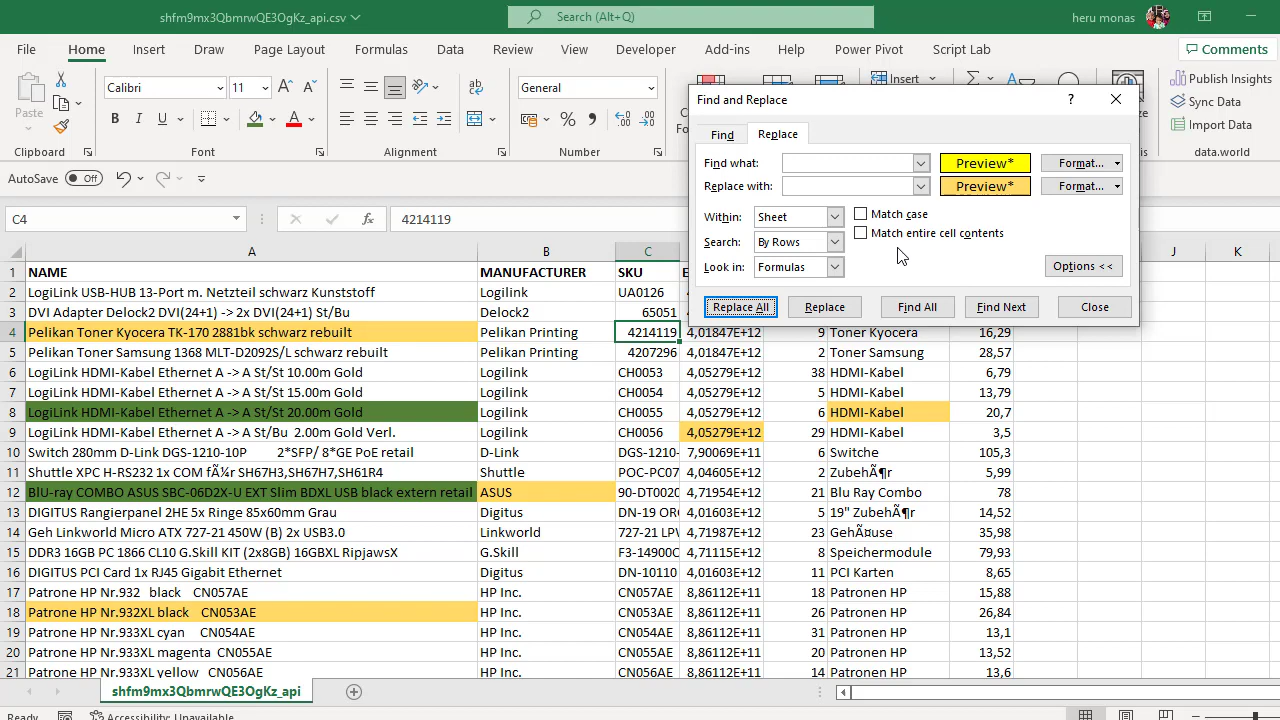 shfm9mx3QbmrwQE3OgKz_api.csv
Search (Alt+Q)
heru monas
File Home Insert Draw Page Layout Formulas Data Review View Developer Add-ins Help Power Pivot Script Lab Comments
Paste
Clipboard
Calibri 11
B I U
Font
Alignment
General
Number
Insert
Publish Insights
Sync Data
Import Data
data.world
AutoSave Off
C4
fx
4214119
Find and Replace ?
Find Replace
Find what: Preview* Format...
Replace with: Preview* Format...
Within: Sheet Match case
Search: By Rows Match entire cell contents
Look in: Formulas Options <<
Replace All Replace Find All Find Next Close
A B C J K
1 NAME MANUFACTURER SKU E
2 LogiLink USB-HUB 13-Port m. Netzteil schwarz Kunststoff Logilink UA0126
3 DVI Adapter Delock2 DVI(24+1) -> 2x DVI(24+1) St/Bu Delock2 65051
4 Pelikan Toner Kyocera TK-170 2881bk schwarz rebuilt Pelikan Printing 4214119 4,01847E+12 9 Toner Kyocera 16,29
5 Pelikan Toner Samsung 1368 MLT-D2092S/L schwarz rebuilt Pelikan Printing 4207296 4,01847E+12 2 Toner Samsung 28,57
6 LogiLink HDMI-Kabel Ethernet A -> A St/St 10.00m Gold Logilink CH0053 4,05279E+12 38 HDMI-Kabel 6,79
7 LogiLink HDMI-Kabel Ethernet A -> A St/St 15.00m Gold Logilink CH0054 4,05279E+12 5 HDMI-Kabel 13,79
8 LogiLink HDMI-Kabel Ethernet A -> A St/St 20.00m Gold Logilink CH0055 4,05279E+12 6 HDMI-Kabel 20,7
9 LogiLink HDMI-Kabel Ethernet A -> A St/Bu 2.00m Gold Verl. Logilink CH0056 4,05279E+12 29 HDMI-Kabel 3,5
10 Switch 280mm D-Link DGS-1210-10P 2*SFP/ 8*GE PoE retail D-Link DGS-1210- 7,90069E+11 2 Switche 105,3
11 Shuttle XPC H-RS232 1x COM fÃ¼r SH67H3,SH67H7,SH61R4 Shuttle POC-PC07 4,04605E+12 2 ZubehÃ¶r 5,99
12 BlU-ray COMBO ASUS SBC-06D2X-U EXT Slim BDXL USB black extern retail ASUS 90-DT0020 4,71954E+12 21 Blu Ray Combo 78
13 DIGITUS Rangierpanel 2HE 5x Ringe 85x60mm Grau Digitus DN-19 ORG 4,01603E+12 5 19" ZubehÃ¶r 14,52
14 Geh Linkworld Micro ATX 727-21 450W (B) 2x USB3.0 Linkworld 727-21 LPV 4,71987E+12 23 GehÃ¤use 35,98
15 DDR3 16GB PC 1866 CL10 G.Skill KIT (2x8GB) 16GBXL RipjawsX G.Skill F3-14900C 4,71115E+12 8 Speichermodule 79,93
16 DIGITUS PCI Card 1x RJ45 Gigabit Ethernet Digitus DN-10110 4,01603E+12 11 PCI Karten 8,65
17 Patrone HP Nr.932 black CN057AE HP Inc. CN057AE 8,86112E+11 18 Patronen HP 15,88
18 Patrone HP Nr.932XL black CN053AE HP Inc. CN053AE 8,86112E+11 26 Patronen HP 26,84
19 Patrone HP Nr.933XL cyan CN054AE HP Inc. CN054AE 8,86112E+11 31 Patronen HP 13,1
20 Patrone HP Nr.933XL magenta CN055AE HP Inc. CN055AE 8,86112E+11 20 Patronen HP 13,52
21 Patrone HP Nr.933XL yellow CN056AE HP Inc. CN056AE 8,86112E+11 14 Patronen HP 13,6
shfm9mx3QbmrwQE3OgKz_api
Ready Accessibility: Unavailable